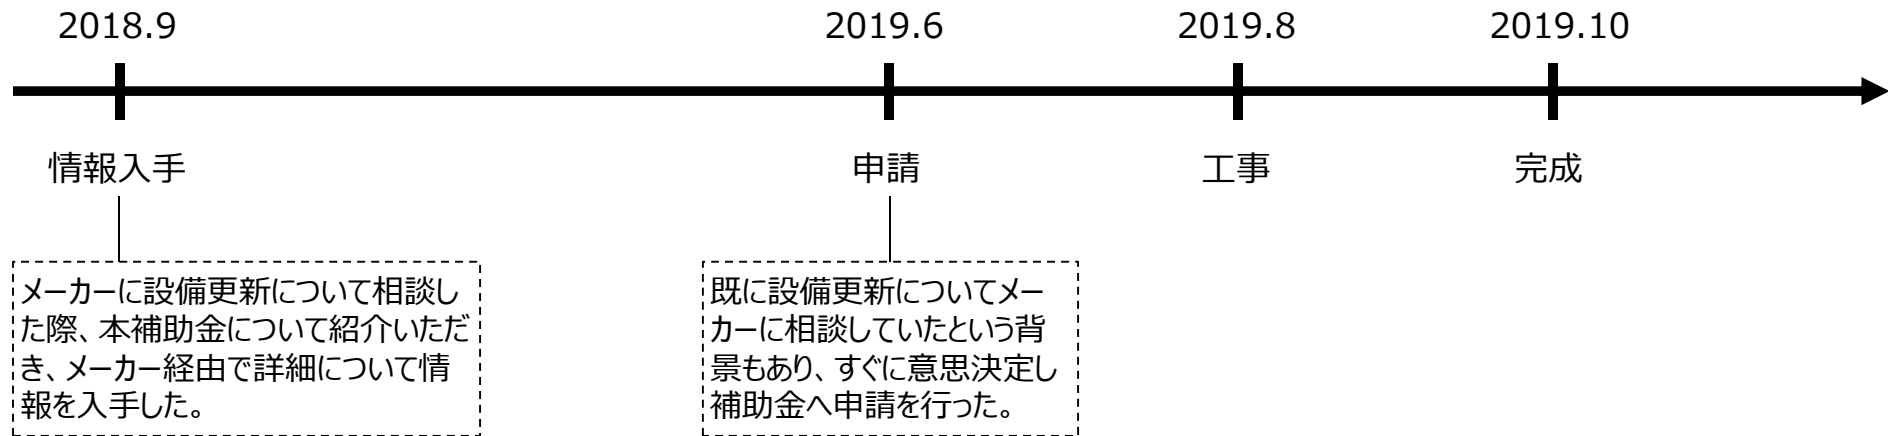 2018.9
2019.6
2019.8
2019.10
情報入手
申請
工事
完成
メーカーに設備更新について相談し
た際、本補助金について紹介いただ
き、メーカー経由で詳細について情
報を入手した。
既に設備更新についてメー
カーに相談していたという背
景もあり、すぐに意思決定し
補助金へ申請を行った。